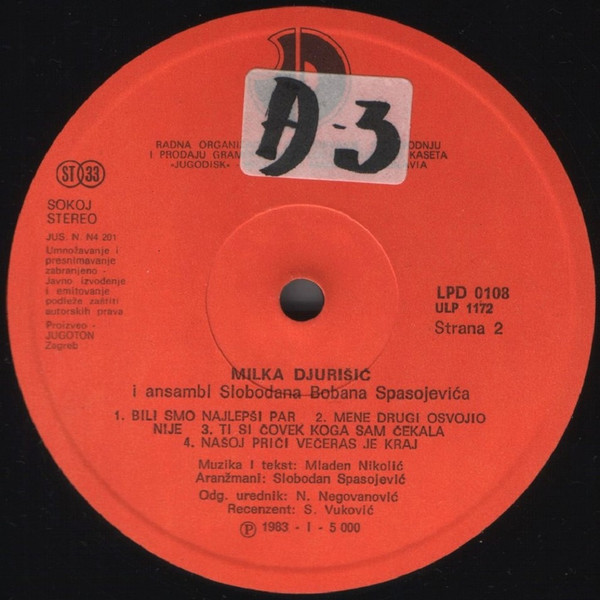 A-3
RADNA ORGANI ODNJU
I PRODAJU GRAM KASETA
"JUGODISK" - AVIA
ST 33
SOKOJ
STEREO
JUS. N. N4 201
Umnožavanje i
presnimavanje
zabranjeno -
Javno izvođenje
i emitovanje
podleže zaštiti
autorskih prava
Proizveo -
JUGOTON
Zagreb
LPD 0108
ULP 1172
Strana 2
MILKA DJURIŠIĆ
i ansambl Slobodana Bobana Spasojevića
1. BILI SMO NAJLEPŠI PAR 2. MENE DRUGI OSVOJIO
NIJE 3. TI SI ČOVEK KOGA SAM ČEKALA
4. NAŠOJ PRIČI VEČERAS JE KRAJ
Muzika i tekst: Mladen Nikolić
Aranžmani: Slobodan Spasojević
Odg. urednik: N. Negovanović
Recenzent: S. Vuković
Ⓟ 1983 - I - 5 000